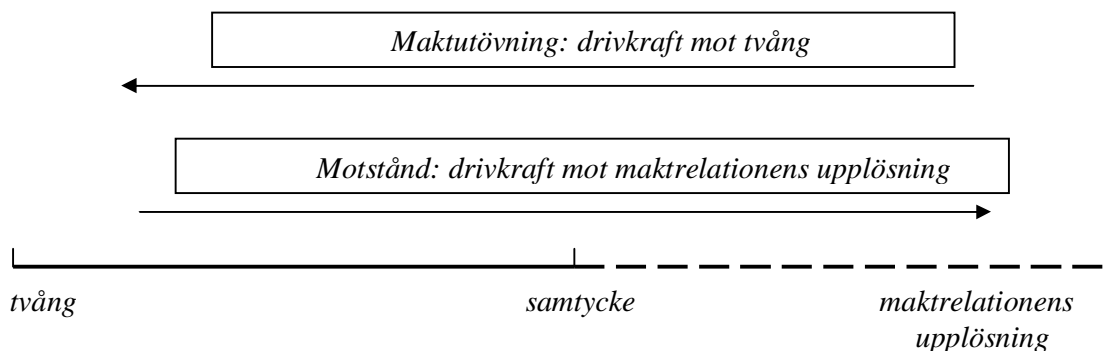 Maktutövning: drivkraft mot tvång
Motstånd: drivkraft mot maktrelationens upplösning
tvång
samtycke
maktrelationens
upplösning